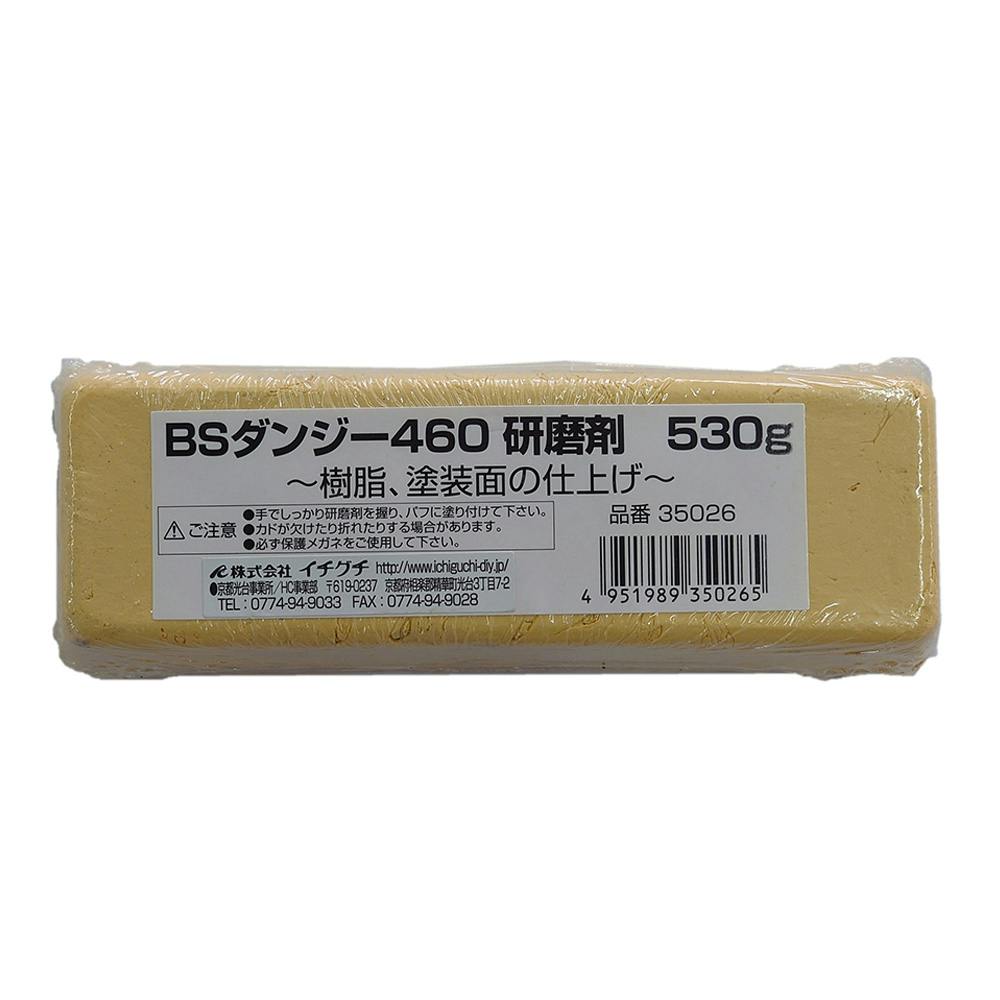 BSダンジー460 研磨剤 530g
～樹脂、塗装面の仕上げ～
品番 35026
ご注意
●手でしっかり研磨剤を握り、バフに塗り付けて下さい。
●カドが欠けたり折れたりする場合があります。
●必ず保護メガネをご使用して下さい。
株式会社 イチグチ http://www.ichiguchi-diy.jp/
●京都光台事業所/HC事業部 〒619-0237 京都府相楽郡精華町光台3丁目7-2
TEL：0774-94-9033 FAX：0774-94-9028
4 951989 350265